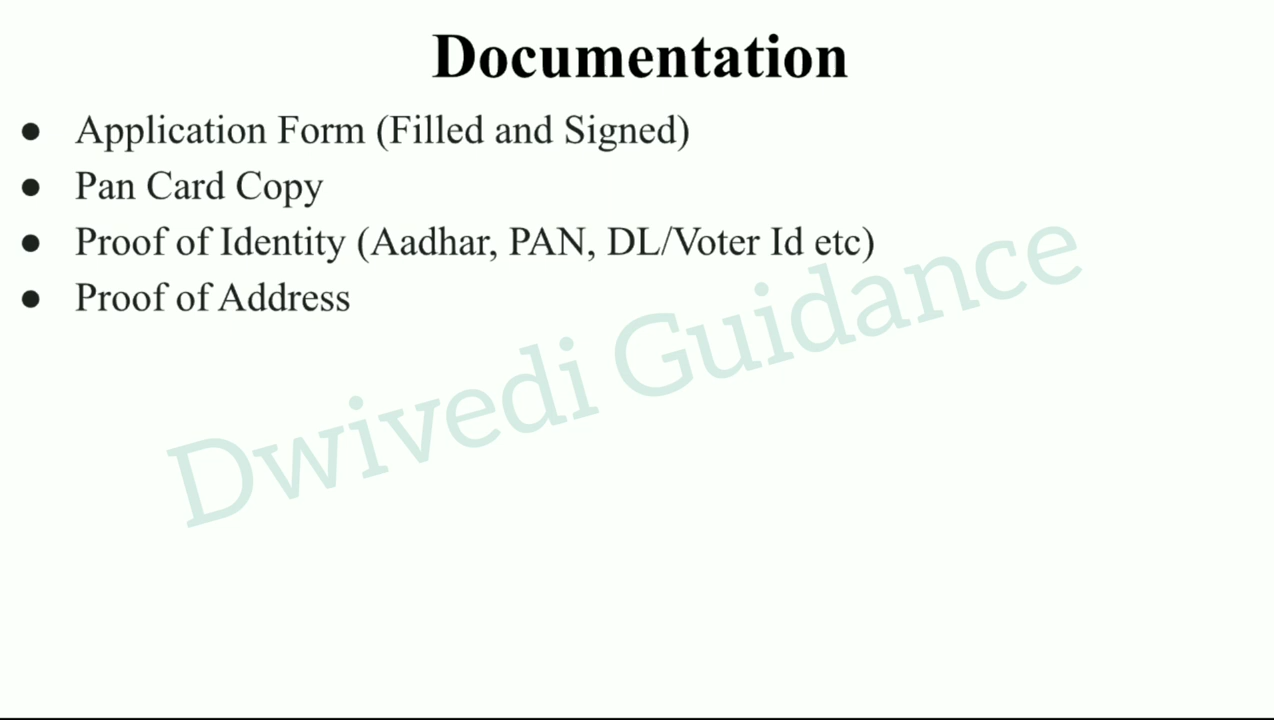 Documentation
● Application Form (Filled and Signed)
● Pan Card Copy
● Proof of Identity (Aadhar, PAN, DL/Voter Id etc)
● Proof of Address
Dwivedi Guidance